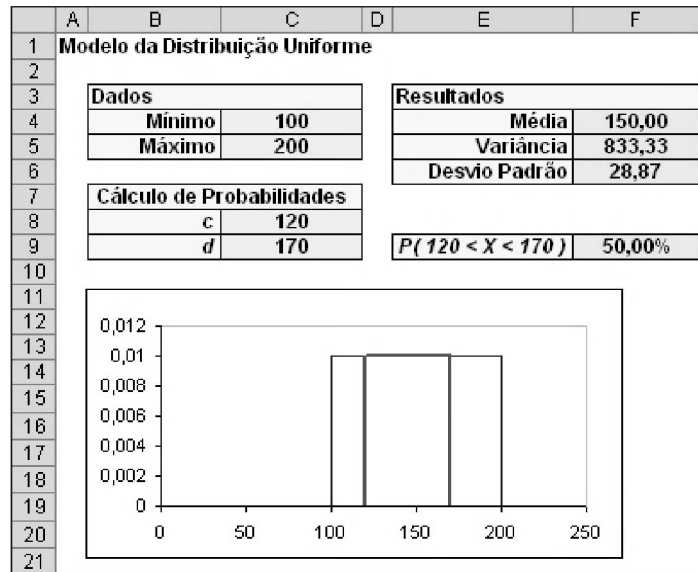 A B C D E F
1 Modelo da Distribuição Uniforme
2
3 Dados Resultados
4 Mínimo 100 Média 150,00
5 Máximo 200 Variância 833,33
6 Desvio Padrão 28,87
7 Cálculo de Probabilidades
8 c 120
9 d 170 P( 120 < X < 170 ) 50,00%
10
11
12 0,012
13 0,01
14 0,008
15 0,006
16 0,004
17 0,002
18 0
19 0 50 100 150 200 250
20
21